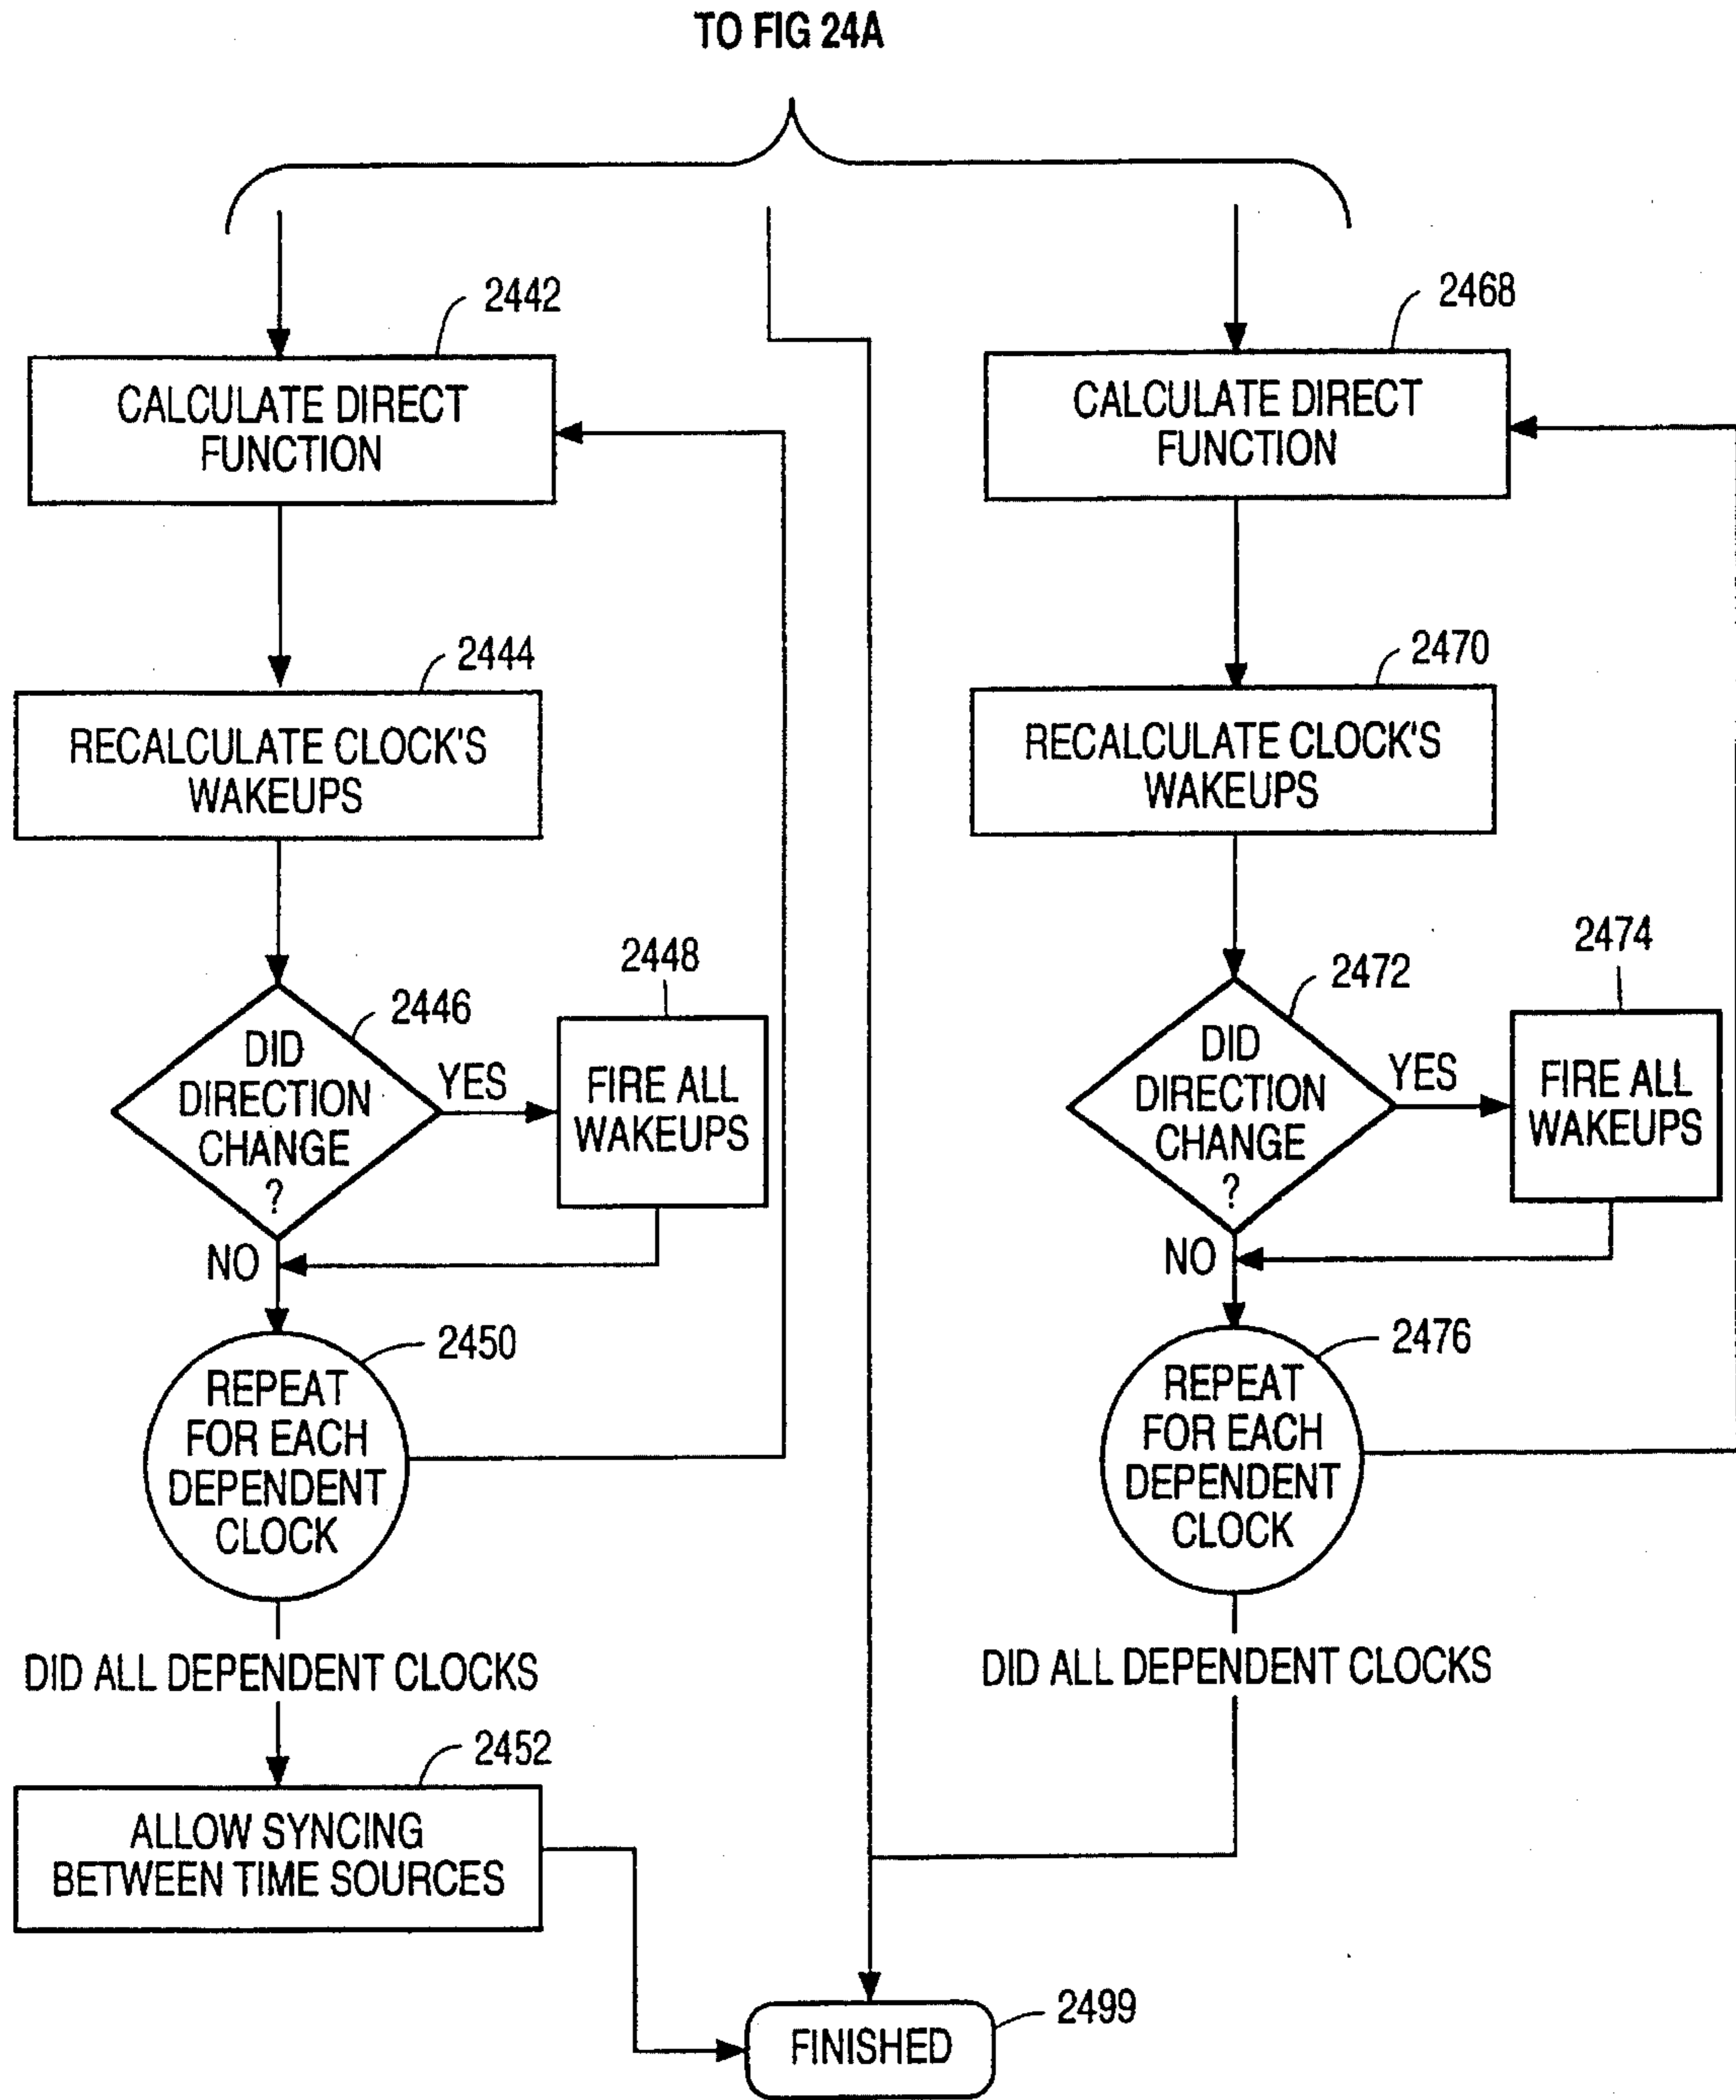 TO FIG 24A
2442
CALCULATE DIRECT
FUNCTION
2444
RECALCULATE CLOCK'S
WAKEUPS
2446
DID
DIRECTION
CHANGE
?
YES
2448
FIRE ALL
WAKEUPS
NO
2450
REPEAT
FOR EACH
DEPENDENT
CLOCK
DID ALL DEPENDENT CLOCKS
2452
ALLOW SYNCING
BETWEEN TIME SOURCES
2468
CALCULATE DIRECT
FUNCTION
2470
RECALCULATE CLOCK'S
WAKEUPS
2472
DID
DIRECTION
CHANGE
?
YES
2474
FIRE ALL
WAKEUPS
NO
2476
REPEAT
FOR EACH
DEPENDENT
CLOCK
DID ALL DEPENDENT CLOCKS
2499
FINISHED